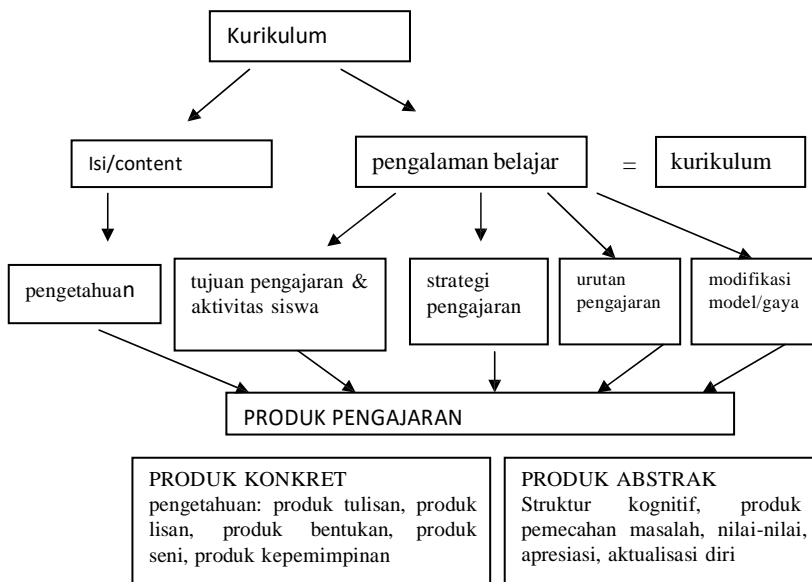 Kurikulum
Isi/content
pengalaman belajar
=
kurikulum
pengetahuan
tujuan pengajaran &
aktivitas siswa
strategi
pengajaran
urutan
pengajaran
modifikasi
model/gaya
PRODUK PENGAJARAN
PRODUK KONKRET
pengetahuan: produk tulisan, produk
lisan, produk bentukan, produk
seni, produk kepemimpinan
PRODUK ABSTRAK
Struktur kognitif, produk
pemecahan masalah, nilai-nilai,
apresiasi, aktualisasi diri